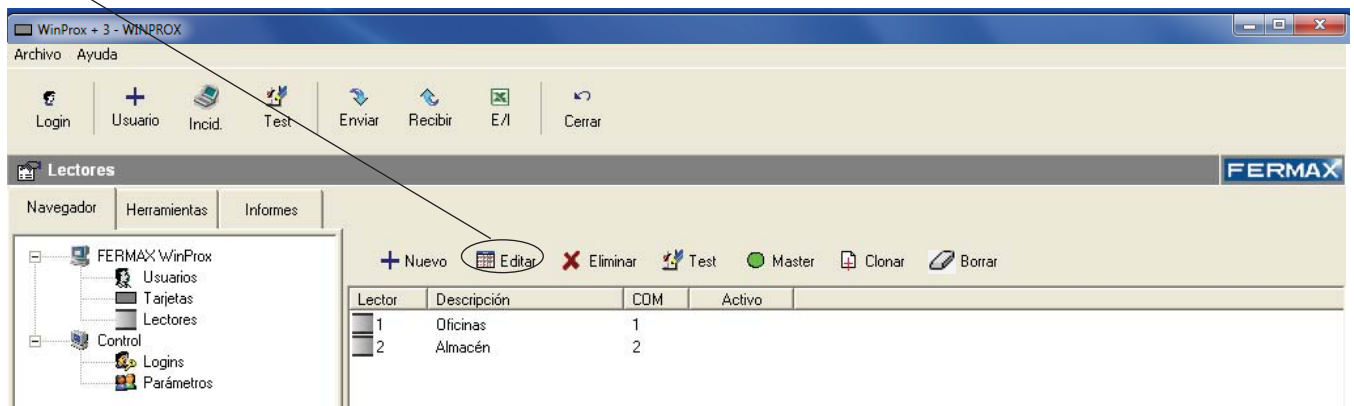 WinProx + 3 - WINPROX
Archivo Ayuda
Login Usuario Incid. Test Enviar Recibir E/I Cerrar
Lectores FERMAX
Navegador Herramientas Informes
FERMAX WinProx
Usuarios
Tarjetas
Lectores
Control
Logins
Parámetros
Nuevo Editar Eliminar Test Master Clonar Borrar
Lector Descripción COM Activo
1 Oficinas 1
2 Almacén 2